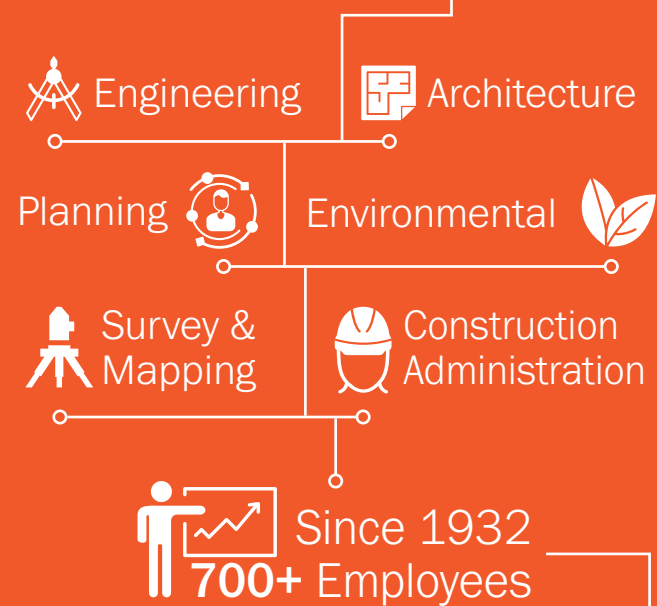 Engineering
Architecture
Planning
Environmental
Survey &
Mapping
Construction
Administration
Since 1932
700+ Employees